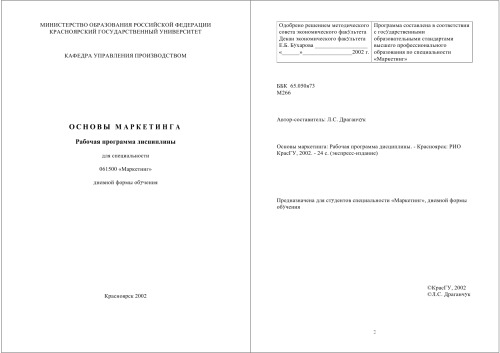 МИНИСТЕРСТВО ОБРАЗОВАНИЯ РОССИЙСКОЙ ФЕДЕРАЦИИ
КРАСНОЯРСКИЙ ГОСУДАРСТВЕННЫЙ УНИВЕРСИТЕТ
КАФЕДРА УПРАВЛЕНИЯ ПРОИЗВОДСТВОМ
ОСНОВЫ МАРКЕТИНГА
Рабочая программа дисциплины
для специальности
061500 «Маркетинг»
дневной формы обучения
Красноярск 2002
Одобрено решением методического
совета экономического факультета
Декан экономического факультета
Е.Б. Бухарова ________________
«______»________________2002 г.
Программа составлена в соответствии
с государственными
образовательными стандартами
высшего профессионального
образования по специальности
«Маркетинг»
ББК 65.050я73
М266
Автор-составитель: Л.С. Драганчук
Основы маркетинга: Рабочая программа дисциплины. - Красноярск: РИО
КрасГУ, 2002. - 24 с. (экспресс-издание)
Предназначена для студентов специальности «Маркетинг», дневной формы
обучения
©КрасГУ, 2002
©Л.С. Драганчук
2